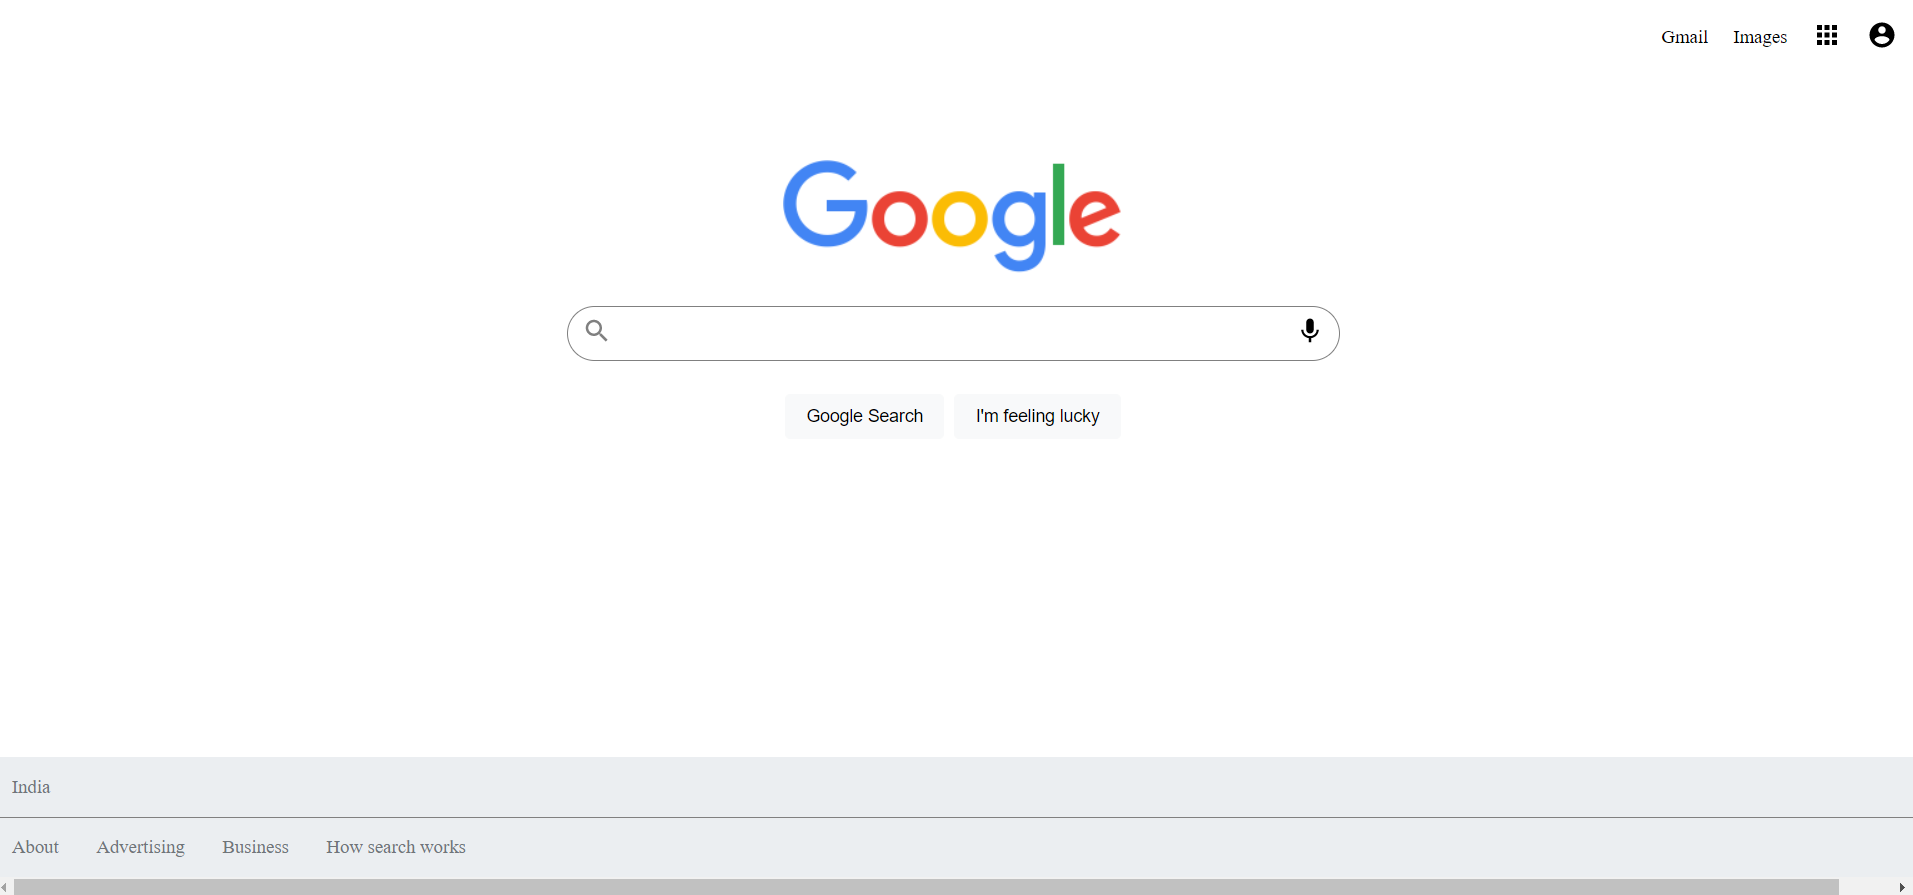 Gmail Images
Google
Google Search I'm feeling lucky
India
About Advertising Business How search works